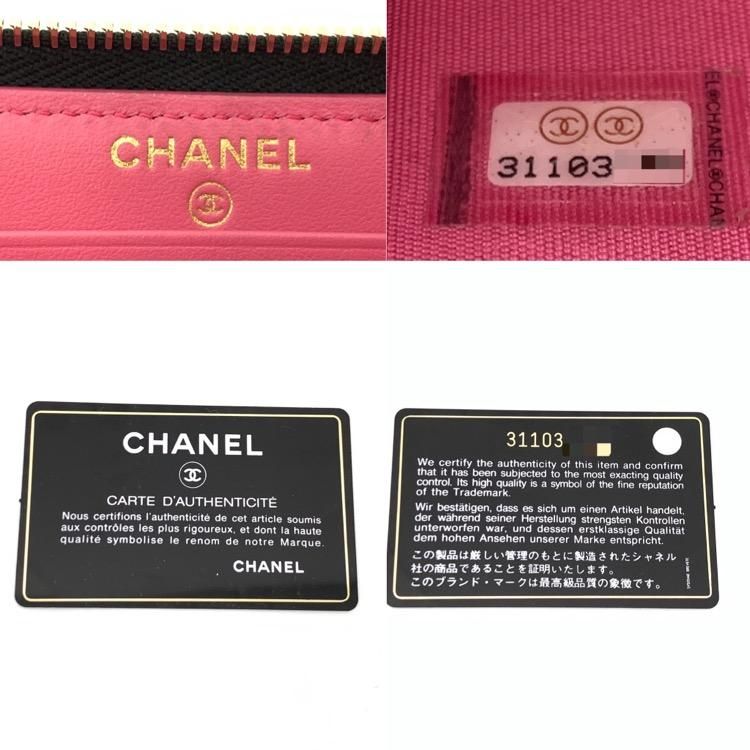 CHANEL
31103
EL CHANEL CHAN
CHANEL
CARTE D'AUTHENTICITÉ
Nous certifions l'authenticité de cet article soumis
aux contrôles les plus rigoureux, et dont la haute
qualité symbolise le renom de notre Marque.
CHANEL
31103
We certify the authenticity of this item and confirm
that it has been subjected to the most exacting quality
control. Its high quality is a symbol of the fine reputation
of the Trademark.
Wir bestätigen, dass es sich um einen Artikel handelt,
der während seiner Herstellung strengsten Kontrollen
unterworfen war, und dessen erstklassige Qualität
dem hohen Ansehen unserer Marke entspricht.
この製品は厳しい管理のもとに製造されたシャネル
社の商品であることを証明いたします。
このブランド・マークは最高級品質の象徴です。